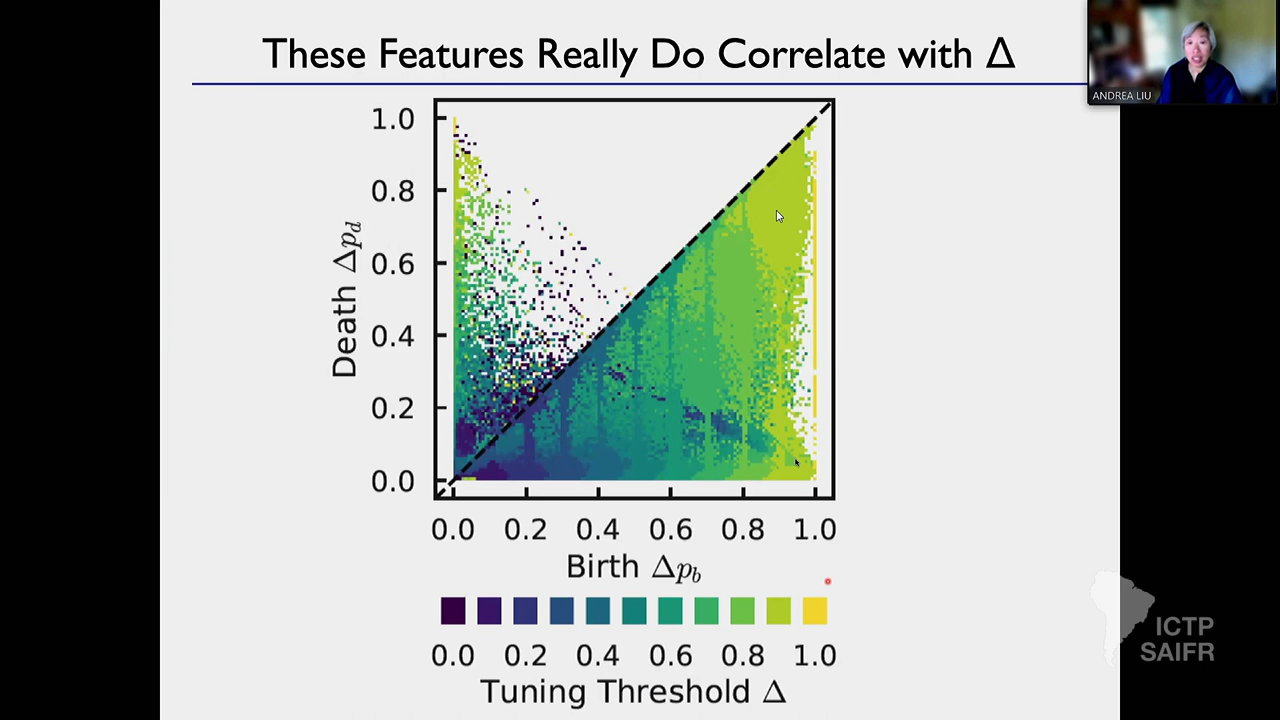 These Features Really Do Correlate with Δ
ANDREA LIU
Death Δp_d
1.0
0.8
0.6
0.4
0.2
0.0
0.0 0.2 0.4 0.6 0.8 1.0
Birth Δp_b
0.0 0.2 0.4 0.6 0.8 1.0
Tuning Threshold Δ
ICTP
SAIFR